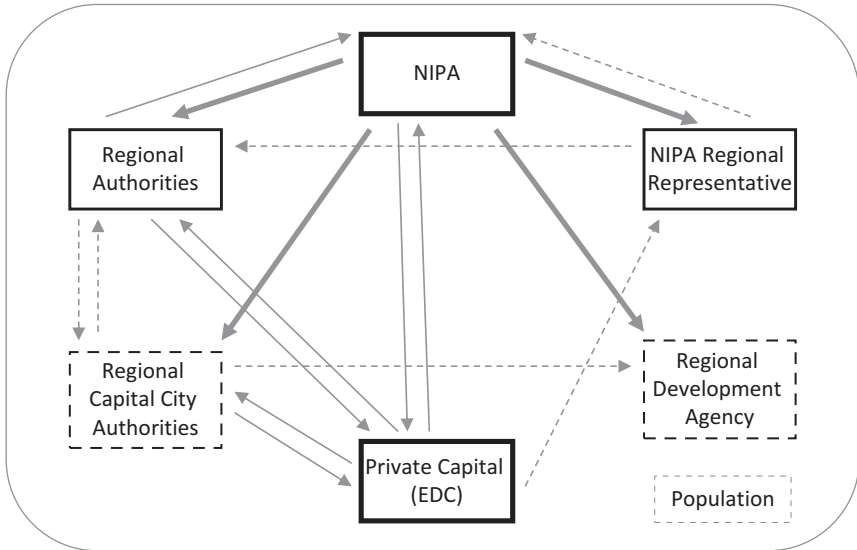 NIPA
Regional
Authorities
NIPA Regional
Representative
Regional
Capital City
Authorities
Regional
Development
Agency
Private Capital
(EDC)
Population